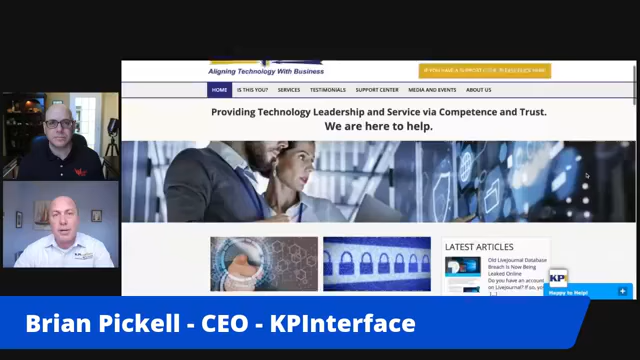 Aligning Technology With Business
HOME IS THIS YOU? SERVICES TESTIMONIALS SUPPORT CENTER MEDIA AND EVENTS ABOUT US
Providing Technology Leadership and Service via Competence and Trust.
We are here to help.
LATEST ARTICLES
Old LiveJournal Database
Breach Is Now Being
Leaked Online
Do you have an account
on LiveJournal? If so,
[...]
KPI
Happy to Help!
Brian Pickell - CEO - KPInterface